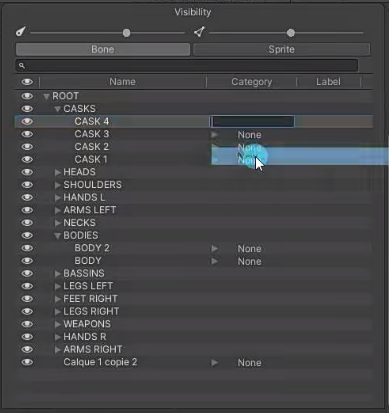 Visibility
Bone Sprite
Name Category Label
ROOT
CASKS
CASK 4
CASK 3 None
CASK 2 None
CASK 1
HEADS
SHOULDERS
HANDS L
ARMS LEFT
NECKS
BODIES
BODY 2 None
BODY None
BASSINS
LEGS LEFT
FEET RIGHT
LEGS RIGHT
WEAPONS
HANDS R
ARMS RIGHT
Calque 1 copie 2 None